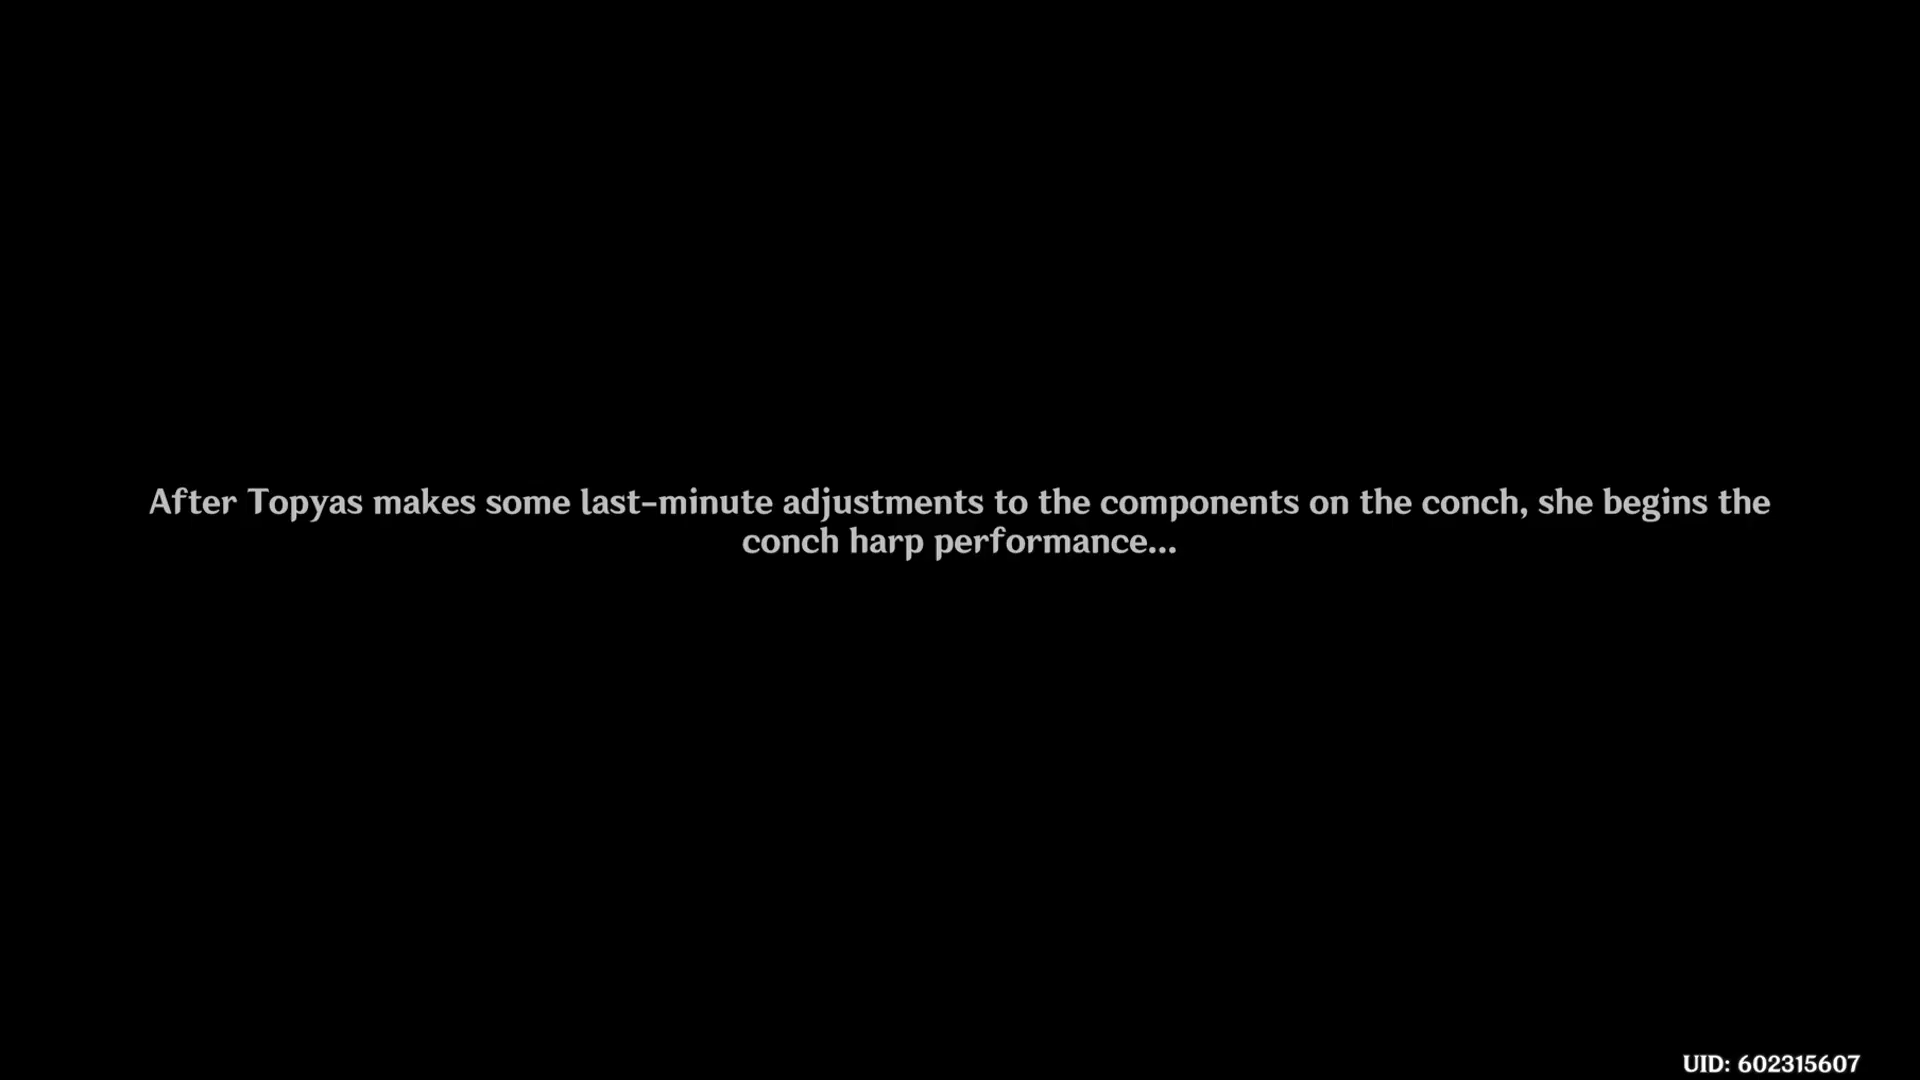 After Topyas makes some last-minute adjustments to the components on the conch, she begins the
conch harp performance...
UID: 602315607